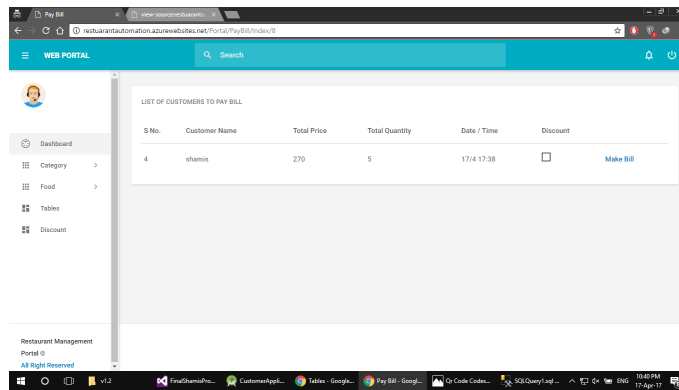 Pay Bill
view-source:restuarantau
restuarantautomation.azurewebsites.net/Portal/PayBill/Index/8
WEB PORTAL
Search
LIST OF CUSTOMERS TO PAY BILL
S No. Customer Name Total Price Total Quantity Date / Time Discount
4 shamis 270 5 17/4 17:38 Make Bill
Dashboard
Category
Food
Tables
Discount
Restaurant Management
Portal ©
All Right Reserved
v1.2 FinalShamisPro... CustomerAppli... Tables - Google... Pay Bill - Googl... Qr Code Codes... SQLQuery1.sql ... ENG 10:40 PM
17-Apr-17